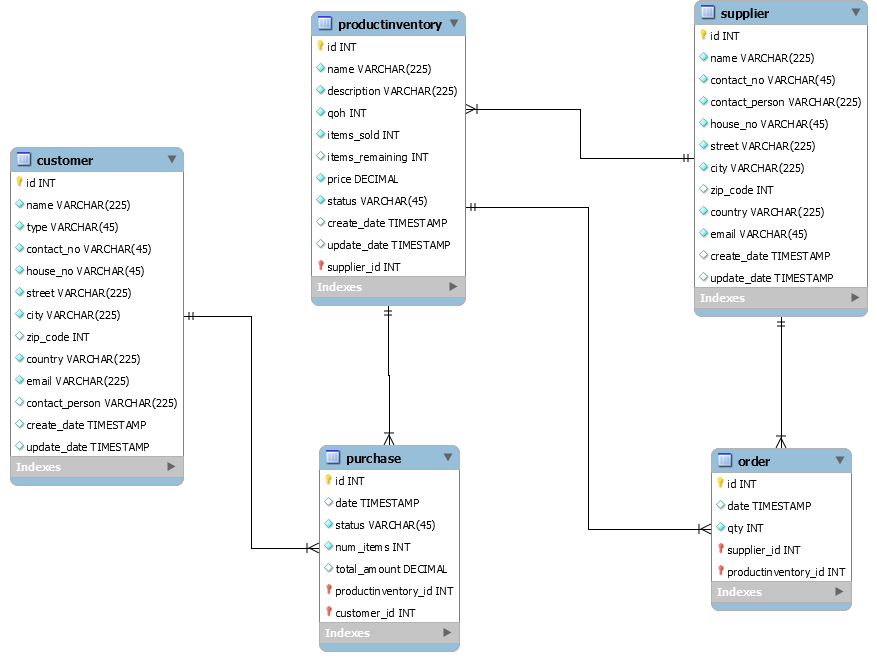 productinventory
id INT
name VARCHAR(225)
description VARCHAR(225)
qoh INT
items_sold INT
items_remaining INT
price DECIMAL
status VARCHAR(45)
create_date TIMESTAMP
update_date TIMESTAMP
supplier_id INT
Indexes
supplier
id INT
name VARCHAR(225)
contact_no VARCHAR(45)
contact_person VARCHAR(225)
house_no VARCHAR(45)
street VARCHAR(225)
city VARCHAR(225)
zip_code INT
country VARCHAR(225)
email VARCHAR(45)
create_date TIMESTAMP
update_date TIMESTAMP
Indexes
customer
id INT
name VARCHAR(225)
type VARCHAR(45)
contact_no VARCHAR(45)
house_no VARCHAR(45)
street VARCHAR(225)
city VARCHAR(225)
zip_code INT
country VARCHAR(225)
email VARCHAR(225)
contact_person VARCHAR(225)
create_date TIMESTAMP
update_date TIMESTAMP
Indexes
purchase
id INT
date TIMESTAMP
status VARCHAR(45)
num_items INT
total_amount DECIMAL
productinventory_id INT
customer_id INT
Indexes
order
id INT
date TIMESTAMP
qty INT
supplier_id INT
productinventory_id INT
Indexes